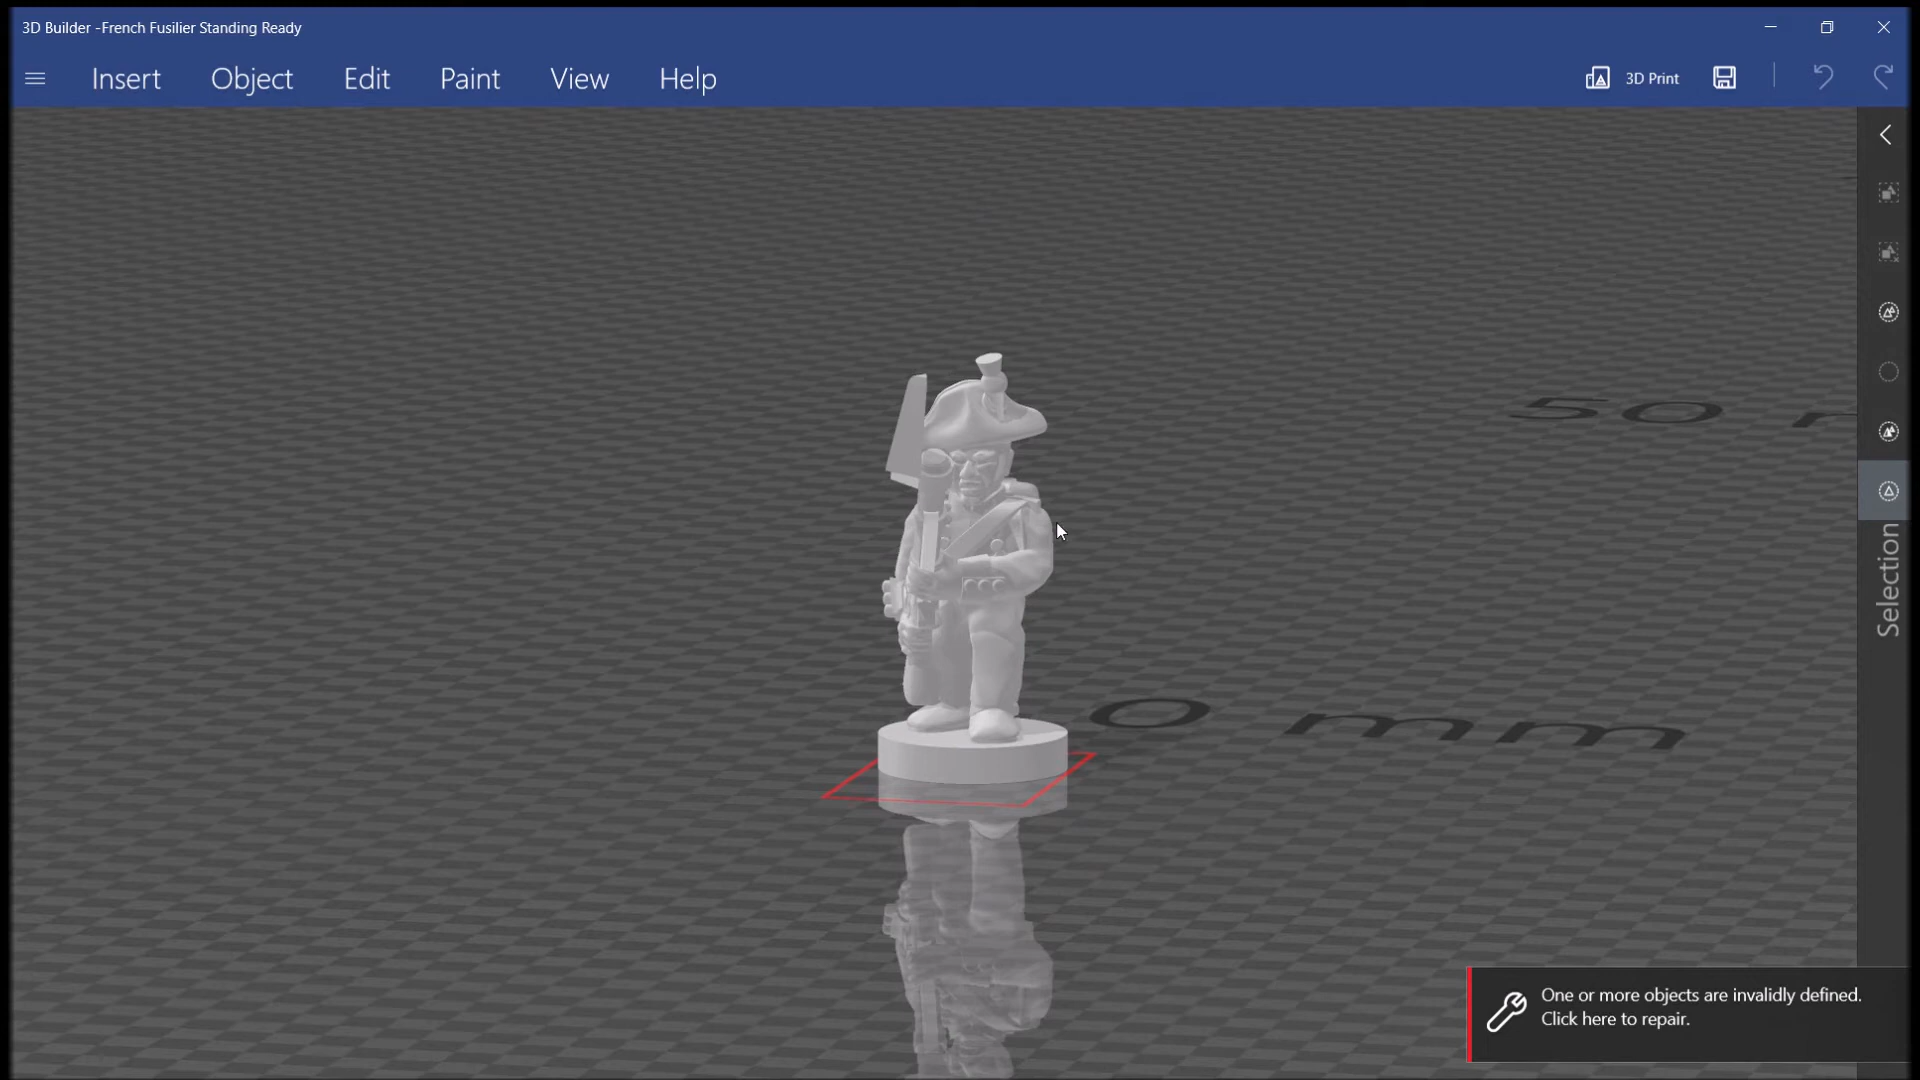 3D Builder -French Fusilier Standing Ready
Insert
Object
Edit
Paint
View
Help
3D Print
50
0 mm
Selection
One or more objects are invalidly defined.
Click here to repair.